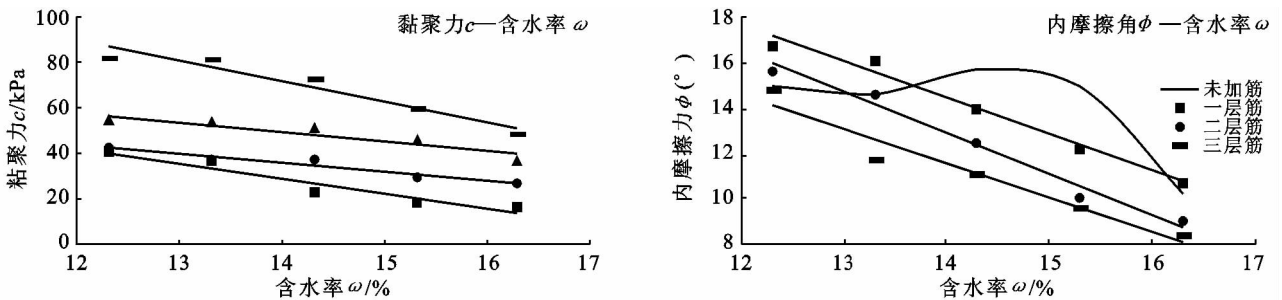 黏聚力c—含水率ω
粘聚力c/kPa
100
80
60
40
20
0
12
13
14
15
16
17
含水率ω/%
内摩擦角Φ —含水率ω
内摩擦力ϕ(°)
16
14
12
10
8
12
13
14
15
16
17
含水率ω/%
未加筋
一层筋
二层筋
三层筋